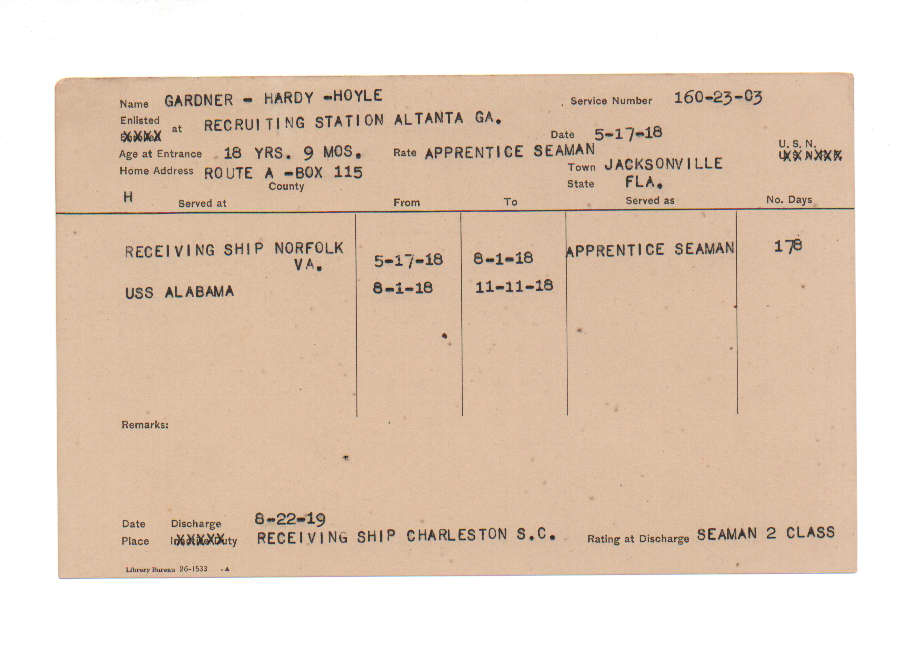 Name GARDNER - HARDY -HOYLE Service Number 160-23-03
Enlisted at RECRUITING STATION ALTANTA GA. Date 5-17-18
Age at Entrance 18 YRS. 9 MOS. Rate APPRENTICE SEAMAN U. S. N.
Home Address ROUTE A -BOX 115 Town JACKSONVILLE
County State FLA.
H Served at From To Served as No. Days
RECEIVING SHIP NORFOLK VA. 5-17-18 8-1-18 APPRENTICE SEAMAN 178
USS ALABAMA 8-1-18 11-11-18
Remarks:
Date Discharge 8-22-19
Place RECEIVING SHIP CHARLESTON S.C. Rating at Discharge SEAMAN 2 CLASS
Library Bureau 26-1533 -A